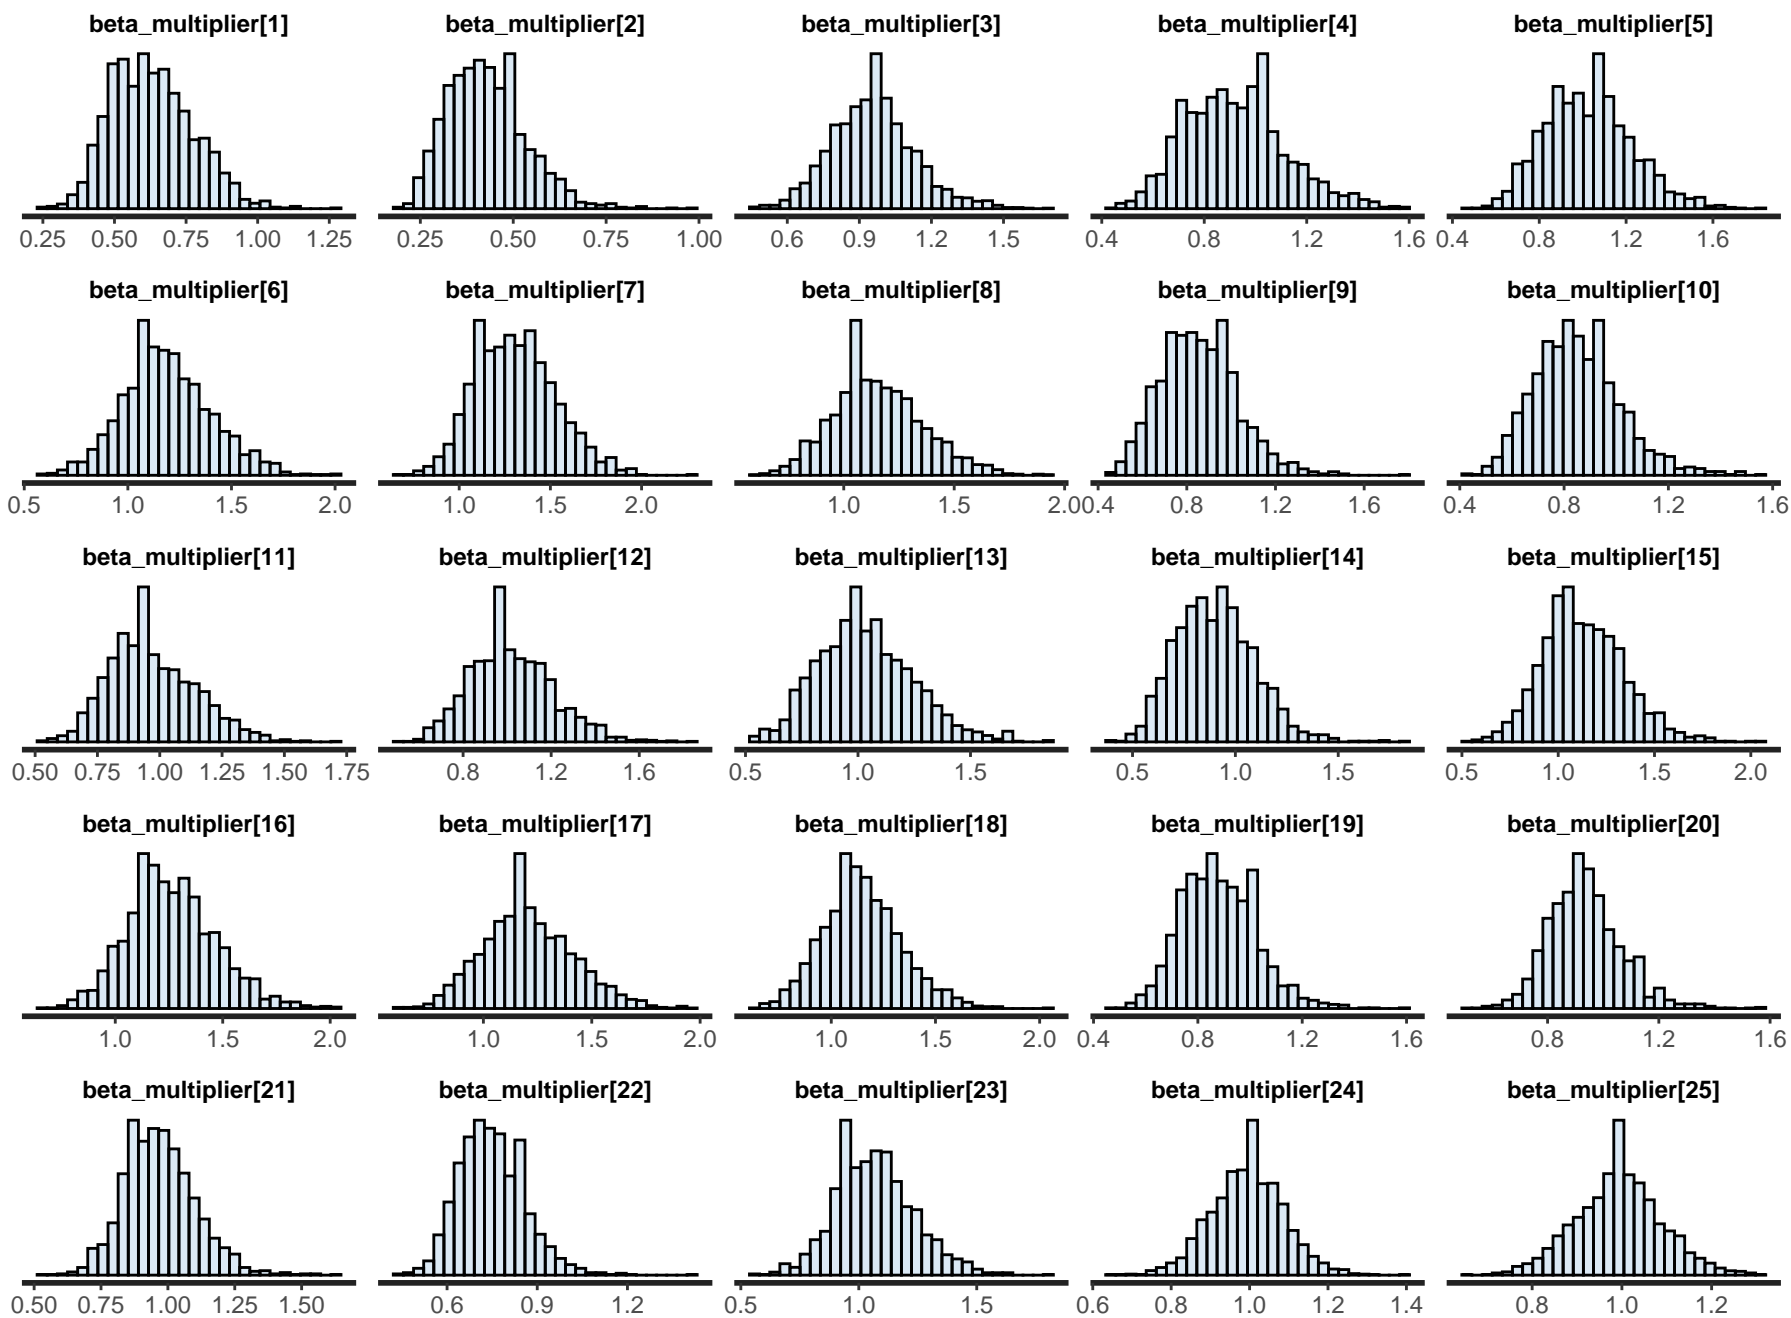 beta_multiplier[1] beta_multiplier[2] beta_multiplier[3] beta_multiplier[4] beta_multiplier[5]
0.25 0.50 0.75 1.00 1.25 0.25 0.50 0.75 1.00 0.6 0.9 1.2 1.5 0.4 0.8 1.2 1.6 0.4 0.8 1.2 1.6
beta_multiplier[6] beta_multiplier[7] beta_multiplier[8] beta_multiplier[9] beta_multiplier[10]
0.5 1.0 1.5 2.0 1.0 1.5 2.0 1.0 1.5 2.0 0.4 0.8 1.2 1.6 0.4 0.8 1.2 1.6
beta_multiplier[11] beta_multiplier[12] beta_multiplier[13] beta_multiplier[14] beta_multiplier[15]
0.50 0.75 1.00 1.25 1.50 1.75 0.8 1.2 1.6 0.5 1.0 1.5 0.5 1.0 1.5 0.5 1.0 1.5 2.0
beta_multiplier[16] beta_multiplier[17] beta_multiplier[18] beta_multiplier[19] beta_multiplier[20]
1.0 1.5 2.0 1.0 1.5 2.0 1.0 1.5 2.0 0.4 0.8 1.2 1.6 0.8 1.2 1.6
beta_multiplier[21] beta_multiplier[22] beta_multiplier[23] beta_multiplier[24] beta_multiplier[25]
0.50 0.75 1.00 1.25 1.50 0.6 0.9 1.2 0.5 1.0 1.5 0.6 0.8 1.0 1.2 1.4 0.8 1.0 1.2